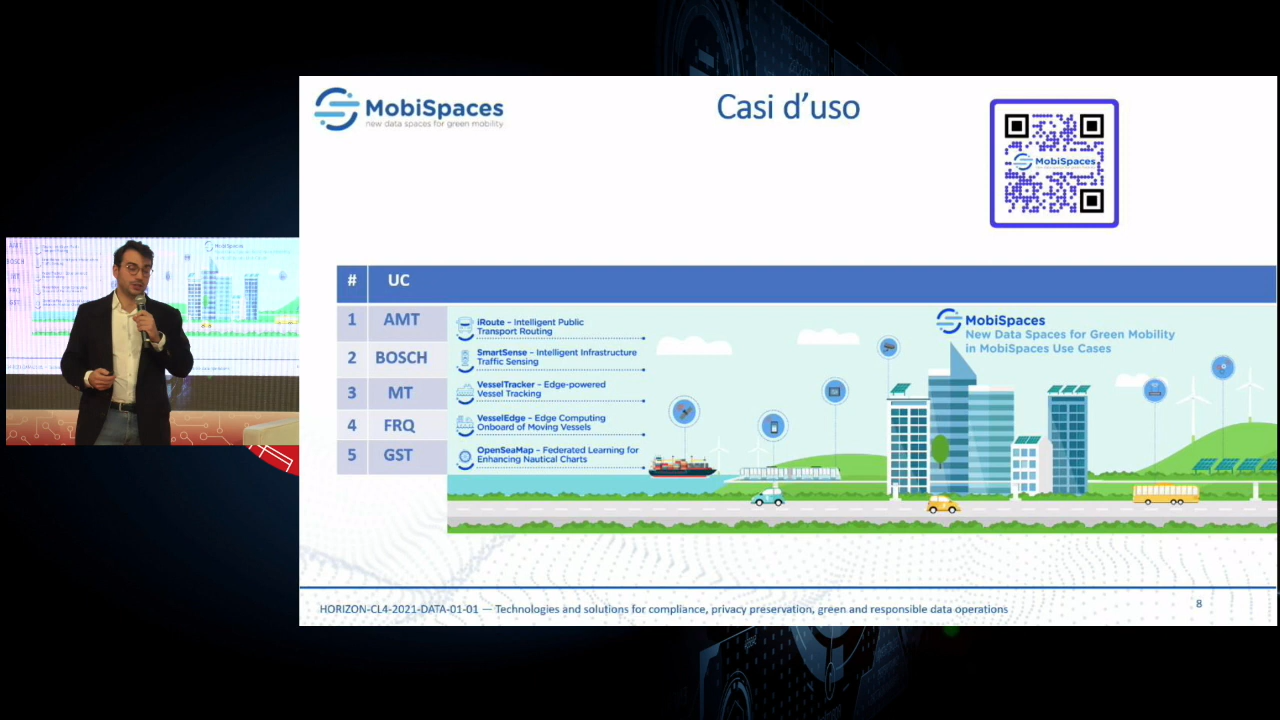 MobiSpaces
new data spaces for green mobility
Casi d'uso
MobiSpaces
# UC
1 AMT
iRoute – Intelligent Public
Transport Routing
2 BOSCH
SmartSense – Intelligent Infrastructure
Traffic Sensing
3 MT
VesselTracker – Edge-powered
Vessel Tracking
4 FRQ
VesselEdge – Edge Computing
Onboard of Moving Vessels
5 GST
OpenSeaMap – Federated Learning for
Enhancing Nautical Charts
MobiSpaces
New Data Spaces for Green Mobility
in MobiSpaces Use Cases
HORIZON-CL4-2021-DATA-01-01 — Technologies and solutions for compliance, privacy preservation, green and responsible data operations
8